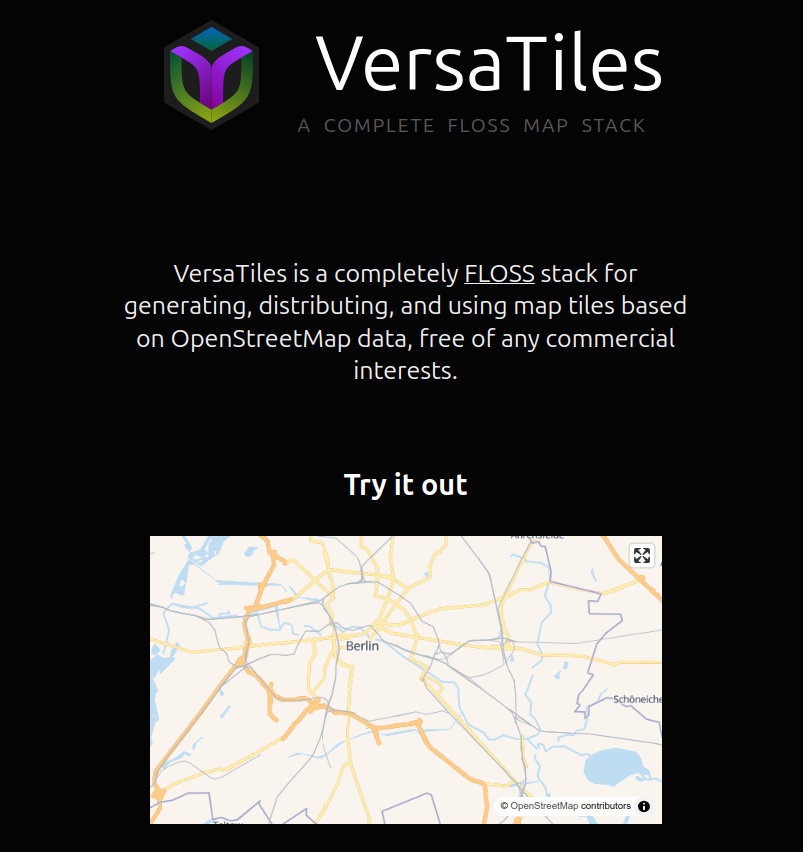 VersaTiles
A COMPLETE FLOSS MAP STACK
VersaTiles is a completely FLOSS stack for
generating, distributing, and using map tiles based
on OpenStreetMap data, free of any commercial
interests.
Try it out
Ahrensfelde
Berlin
Schöneiche
Teltow
© OpenStreetMap contributors